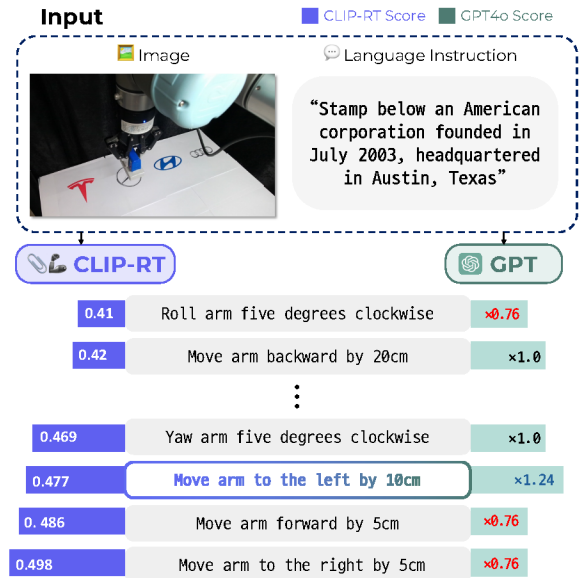 Input
CLIP-RT Score
GPT4o Score
Image
Language Instruction
“Stamp below an American
corporation founded in
July 2003, headquartered
in Austin, Texas”
CLIP-RT
GPT
0.41 Roll arm five degrees clockwise ×0.76
0.42 Move arm backward by 20cm ×1.0
0.469 Yaw arm five degrees clockwise ×1.0
0.477 Move arm to the left by 10cm ×1.24
0. 486 Move arm forward by 5cm ×0.76
0.498 Move arm to the right by 5cm ×0.76